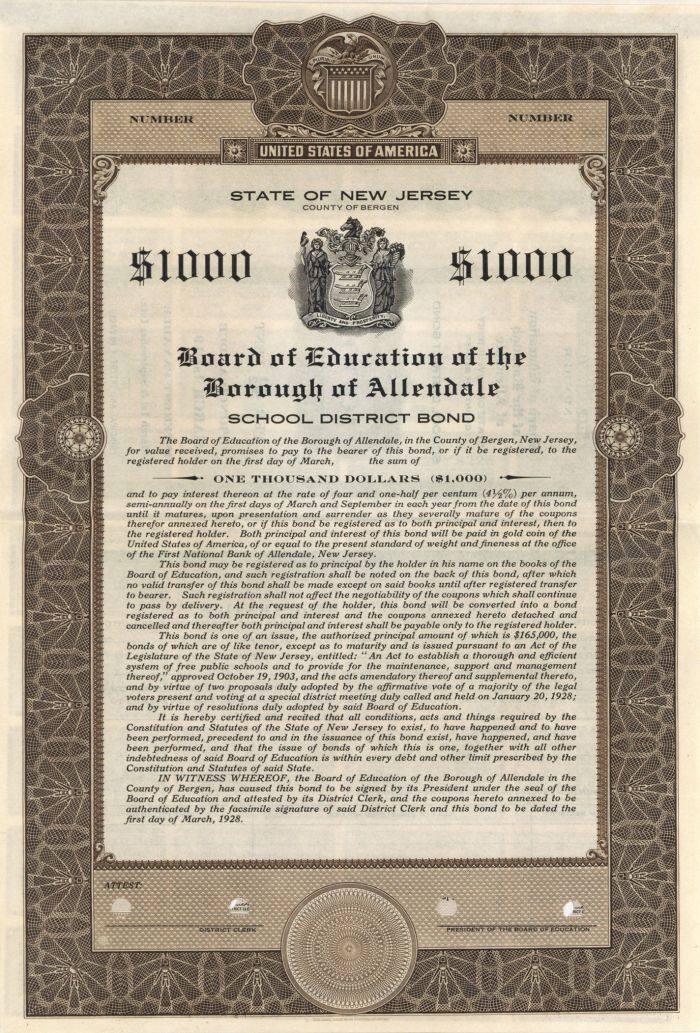 NUMBER
NUMBER
UNITED STATES OF AMERICA
STATE OF NEW JERSEY
COUNTY OF BERGEN
$1000
$1000
LIBERTY AND PROSPERITY
Board of Education of the
Borough of Allendale
SCHOOL DISTRICT BOND
The Board of Education of the Borough of Allendale, in the County of Bergen, New Jersey,
for value received, promises to pay to the bearer of this bond, or if it be registered, to the
registered holder on the first day of March, the sum of
ONE THOUSAND DOLLARS ($1,000)
and to pay interest thereon at the rate of four and one-half per centum (4½%) per annum,
semi-annually on the first days of March and September in each year from the date of this bond
until it matures, upon presentation and surrender as they severally mature of the coupons
therefor annexed hereto, or if this bond be registered as to both principal and interest, then to
the registered holder. Both principal and interest of this bond will be paid in gold coin of the
United States of America, of or equal to the present standard of weight and fineness at the office
of the First National Bank of Allendale, New Jersey.
This bond may be registered as to principal by the holder in his name on the books of the
Board of Education, and such registration shall be noted on the back of this bond, after which
no valid transfer of this bond shall be made except on said books until after registered transfer
to bearer. Such registration shall not affect the negotiability of the coupons which shall continue
to pass by delivery. At the request of the holder, this bond will be converted into a bond
registered as to both principal and interest and the coupons annexed hereto detached and
cancelled and thereafter both principal and interest shall be payable only to the registered holder.
This bond is one of an issue, the authorized principal amount of which is $165,000, the
bonds of which are of like tenor, except as to maturity and is issued pursuant to an Act of the
Legislature of the State of New Jersey, entitled: "An Act to establish a thorough and efficient
system of free public schools and to provide for the maintenance, support and management
thereof," approved October 19, 1903, and the acts amendatory thereof and supplemental thereto,
and by virtue of two proposals duly adopted by the affirmative vote of a majority of the legal
voters present and voting at a special district meeting duly called and held on January 20, 1928;
and by virtue of resolutions duly adopted by said Board of Education.
It is hereby certified and recited that all conditions, acts and things required by the
Constitution and Statutes of the State of New Jersey to exist, to have happened and to have
been performed, precedent to and in the issuance of this bond exist, have happened, and have
been performed, and that the issue of bonds of which this is one, together with all other
indebtedness of said Board of Education is within every debt and other limit prescribed by the
Constitution and Statutes of said State.
IN WITNESS WHEREOF, the Board of Education of the Borough of Allendale in the
County of Bergen, has caused this bond to be signed by its President under the seal of the
Board of Education and attested by its District Clerk, and the coupons hereto annexed to be
authenticated by the facsimile signature of said District Clerk and this bond to be dated the
first day of March, 1928.
ATTEST:
DISTRICT CLERK
PRESIDENT OF THE BOARD OF EDUCATION